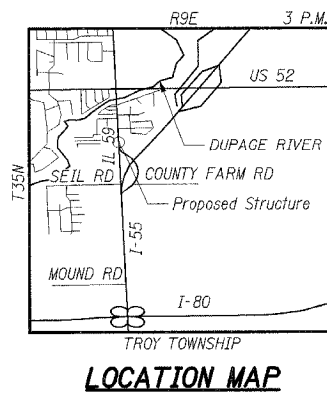 R9E 3 P.M.
US 52
DUPAGE RIVER
IL 59
T35N
SEIL RD COUNTY FARM RD
Proposed Structure
I-55
MOUND RD
I-80
TROY TOWNSHIP
LOCATION MAP